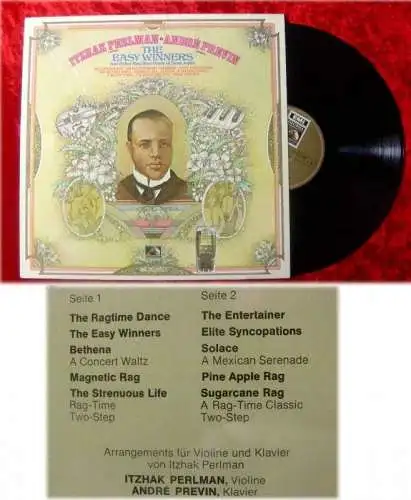 ITZHAK PERLMAN · ANDRÉ PREVIN
THE
EASY WINNERS
EMI
Seite 1
The Ragtime Dance
The Easy Winners
Bethena
A Concert Waltz
Magnetic Rag
The Strenuous Life
Rag-Time
Two-Step
Seite 2
The Entertainer
Elite Syncopations
Solace
A Mexican Serenade
Pine Apple Rag
Sugarcane Rag
A Rag-Time Classic
Two-Step
Arrangements für Violine und Klavier
von Itzhak Perlman
ITZHAK PERLMAN, Violine
ANDRÉ PREVIN, Klavier